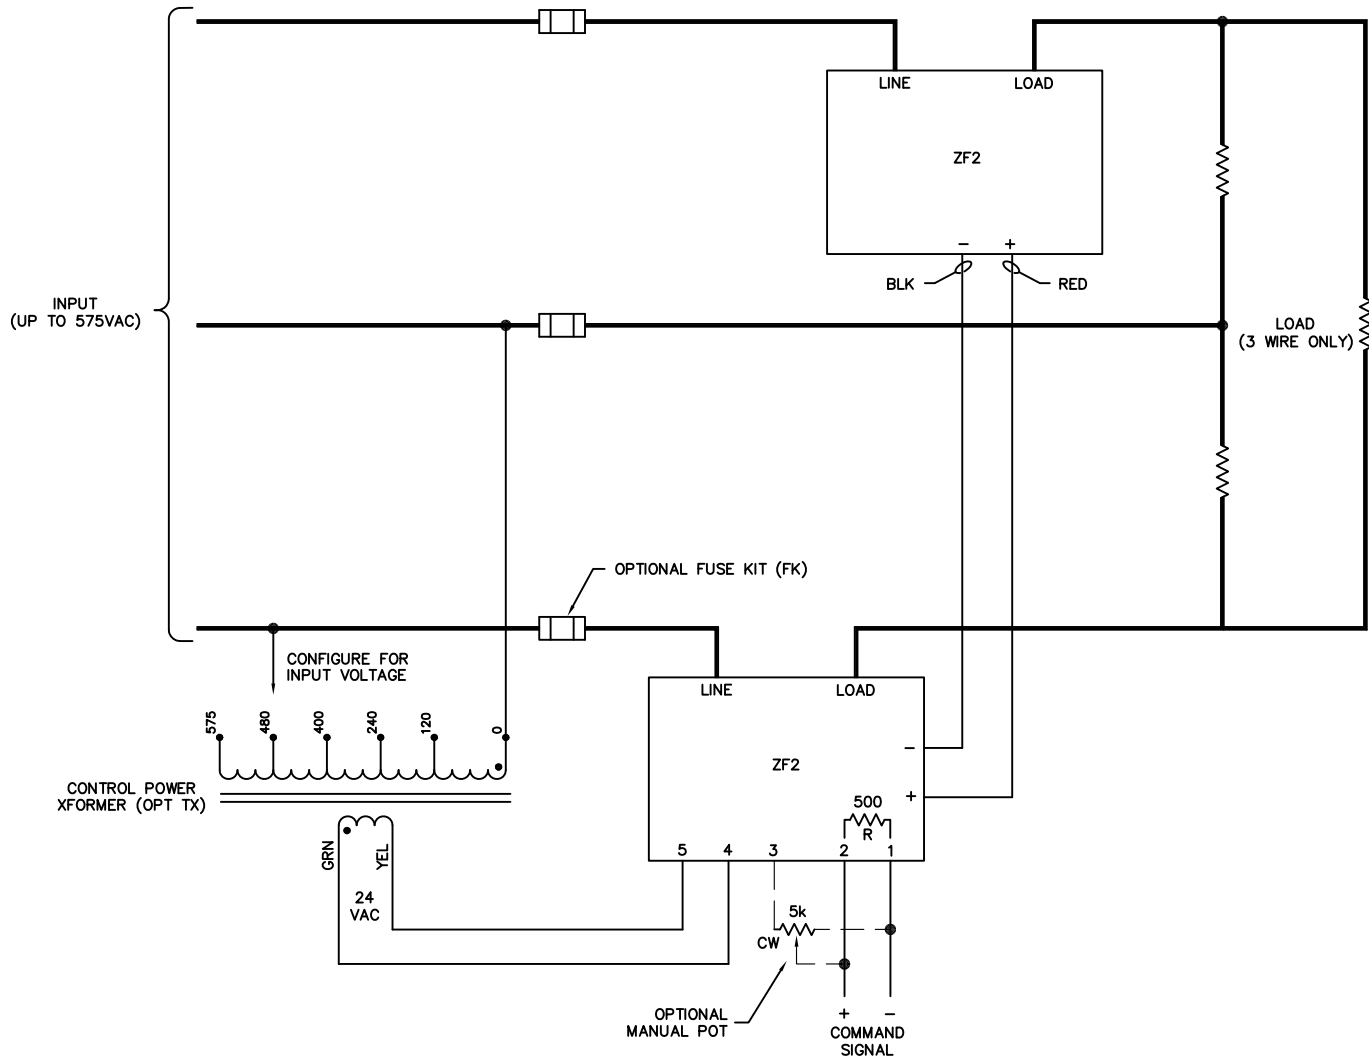 LINE
LOAD
ZF2
−
+
BLK
RED
INPUT
(UP TO 575VAC)
LOAD
(3 WIRE ONLY)
OPTIONAL FUSE KIT (FK)
CONFIGURE FOR
INPUT VOLTAGE
575
480
400
240
120
0
CONTROL POWER
XFORMER (OPT TX)
GRN
YEL
24
VAC
LINE
LOAD
ZF2
−
+
500
R
5
4
3
2
1
5k
CW
OPTIONAL
MANUAL POT
+
−
COMMAND
SIGNAL